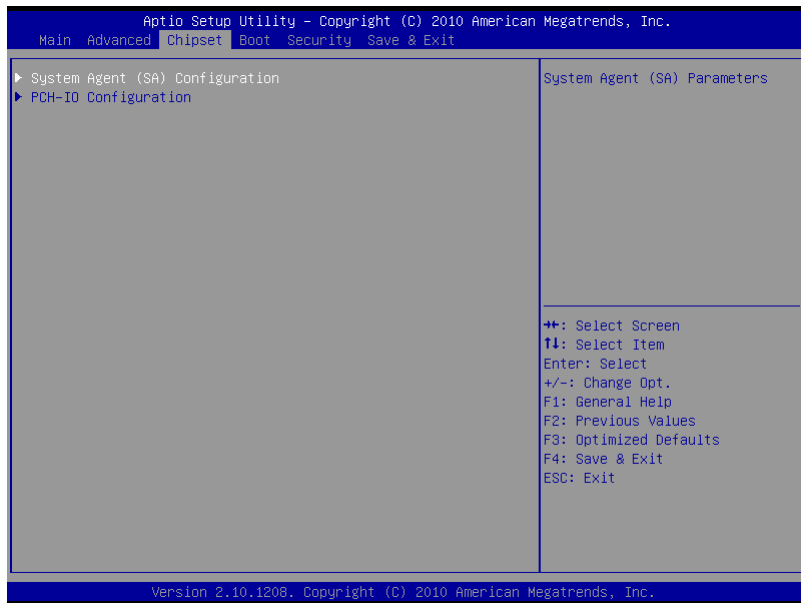 Aptio Setup Utility - Copyright (C) 2010 American Megatrends, Inc.
Main Advanced Chipset Boot Security Save & Exit
System Agent (SA) Configuration
PCH-IO Configuration
System Agent (SA) Parameters
→←: Select Screen
↑↓: Select Item
Enter: Select
+/-: Change Opt.
F1: General Help
F2: Previous Values
F3: Optimized Defaults
F4: Save & Exit
ESC: Exit
Version 2.10.1208. Copyright (C) 2010 American Megatrends, Inc.